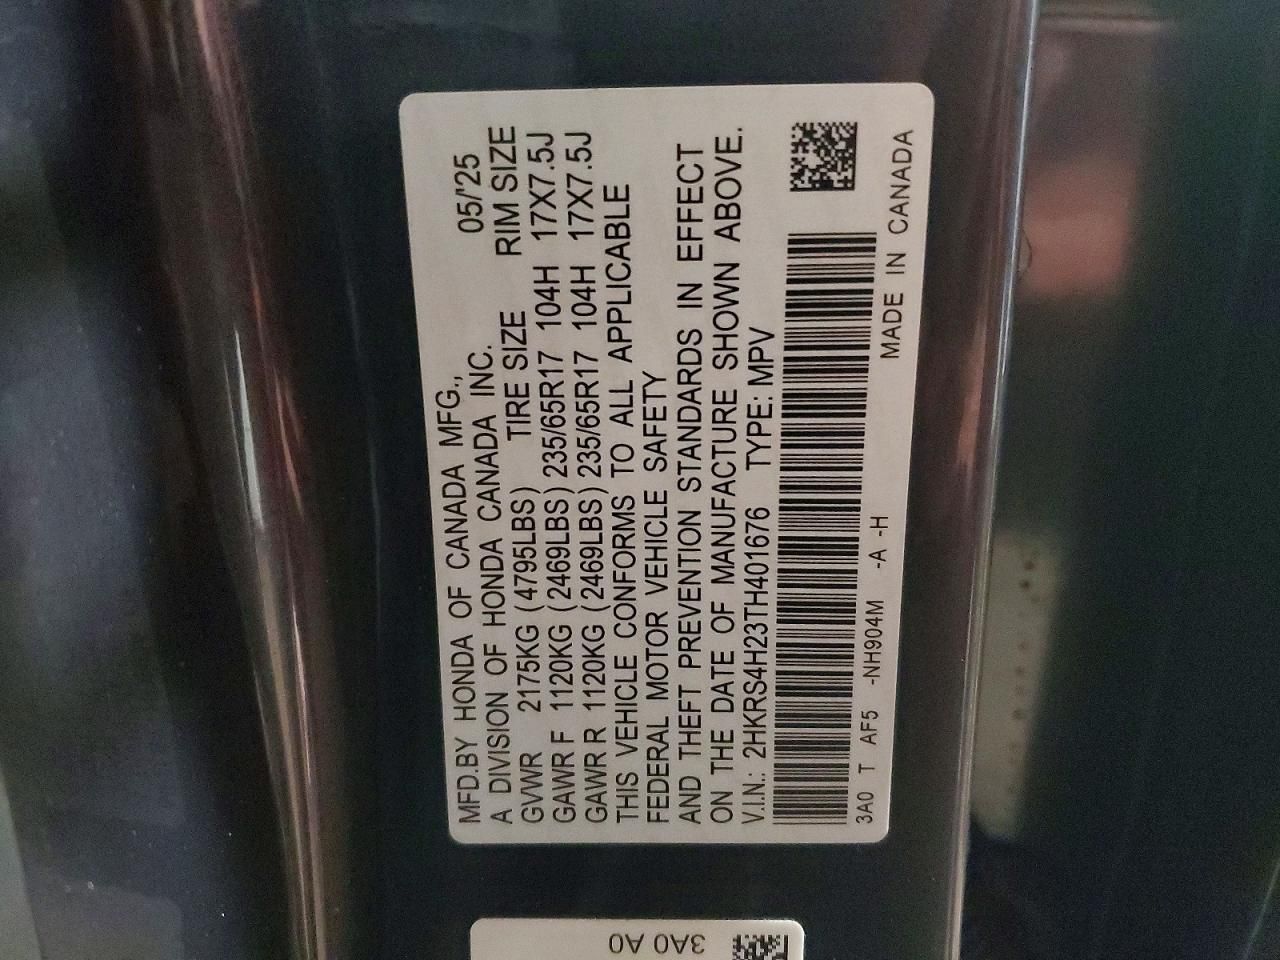 MFD.BY HONDA OF CANADA MFG., 05/'25
A DIVISION OF HONDA CANADA INC.
TIRE SIZE RIM SIZE
GVWR 2175KG (4795LBS)
GAWR F 1120KG (2469LBS) 235/65R17 104H 17X7.5J
GAWR R 1120KG (2469LBS) 235/65R17 104H 17X7.5J
THIS VEHICLE CONFORMS TO ALL APPLICABLE
FEDERAL MOTOR VEHICLE SAFETY
AND THEFT PREVENTION STANDARDS IN EFFECT
ON THE DATE OF MANUFACTURE SHOWN ABOVE.
V.I.N.: 2HKRS4H23TH401676 TYPE: MPV
3A0 T AF5 -NH904M -A -H MADE IN CANADA
3A0 A0